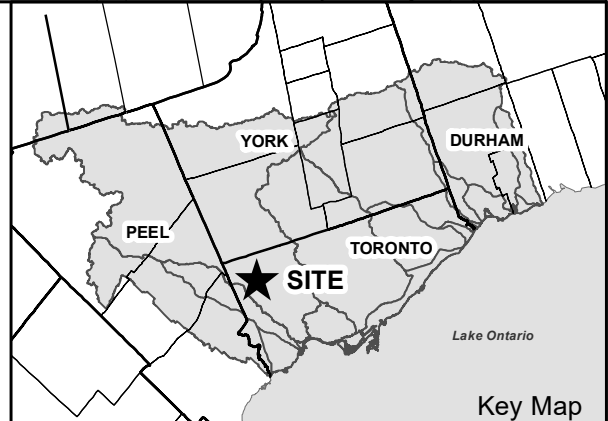 YORK
DURHAM
PEEL
TORONTO
SITE
Lake Ontario
Key Map